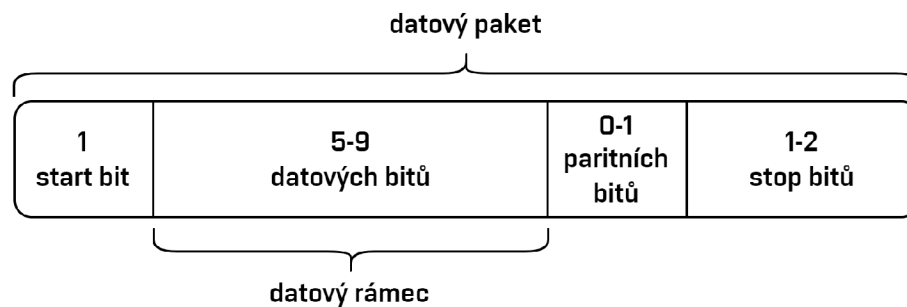 datový paket
1
start bit
5-9
datových bitů
0-1
paritních
bitů
1-2
stop bitů
datový rámec